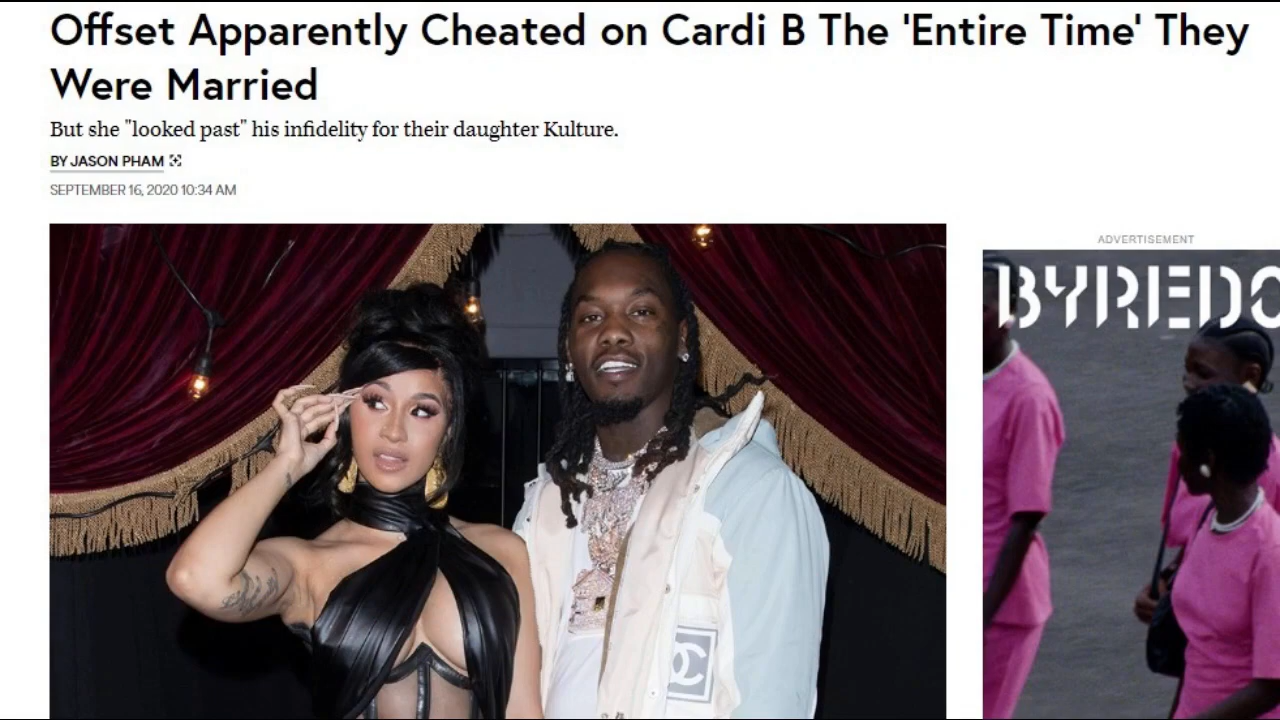 Offset Apparently Cheated on Cardi B The 'Entire Time' They
Were Married
But she "looked past" his infidelity for their daughter Kulture.
BY JASON PHAM
SEPTEMBER 16, 2020 10:34 AM
ADVERTISEMENT
BYREDO